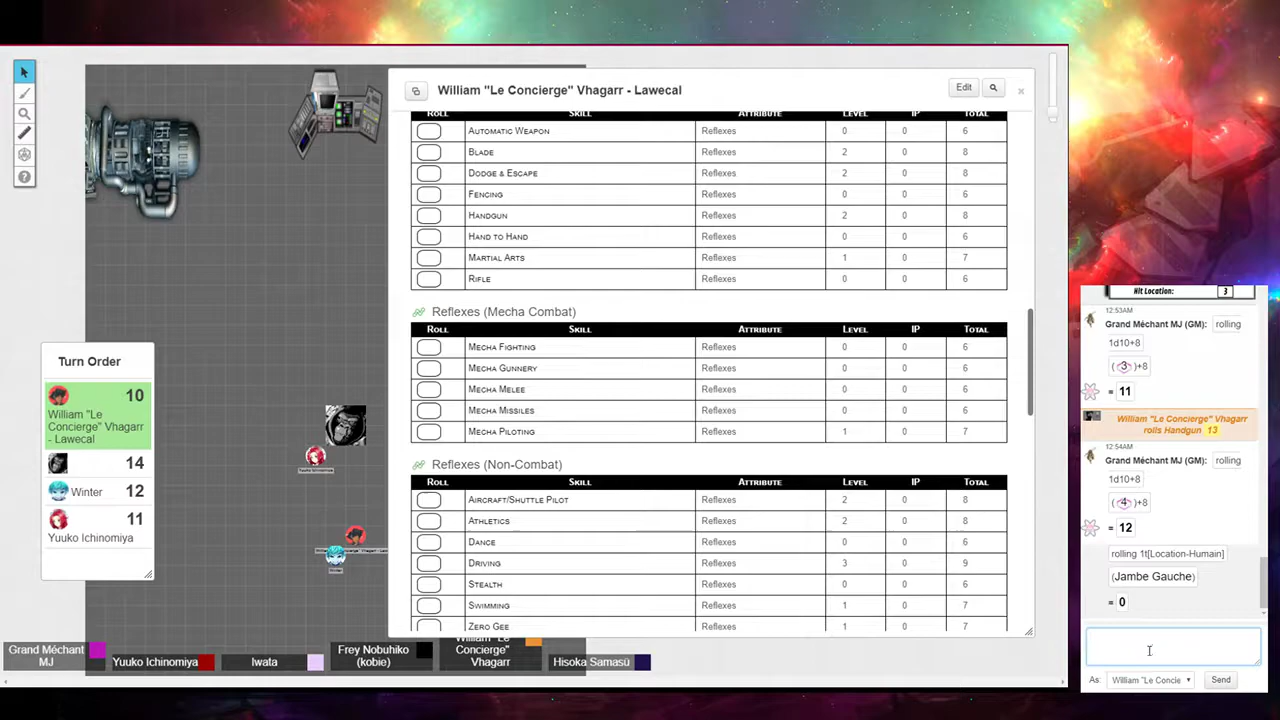 William "Le Concierge" Vhagarr - Lawecal
Edit
Roll Skill Attribute Level IP Total
Automatic Weapon Reflexes 0 0 6
Blade Reflexes 2 0 8
Dodge & Escape Reflexes 2 0 8
Fencing Reflexes 0 0 6
Handgun Reflexes 2 0 8
Hand to Hand Reflexes 0 0 6
Martial Arts Reflexes 1 0 7
Rifle Reflexes 0 0 6
Reflexes (Mecha Combat)
Roll Skill Attribute Level IP Total
Mecha Fighting Reflexes 0 0 6
Mecha Gunnery Reflexes 0 0 6
Mecha Melee Reflexes 0 0 6
Mecha Missiles Reflexes 0 0 6
Mecha Piloting Reflexes 1 0 7
Reflexes (Non-Combat)
Roll Skill Attribute Level IP Total
Aircraft/Shuttle Pilot Reflexes 2 0 8
Athletics Reflexes 2 0 8
Dance Reflexes 0 0 6
Driving Reflexes 3 0 9
Stealth Reflexes 0 0 6
Swimming Reflexes 1 0 7
Zero Gee Reflexes 1 0 7
Turn Order
10
William "Le
Concierge" Vhagarr
- Lawecal
14
Winter 12
11
Yuuko Ichinomiya
Yuuko Ichinomiya
Winter
Grand Méchant
MJ
Yuuko Ichinomiya
Iwata
Frey Nobuhiko
(kobie)
William "Le
Concierge"
Vhagarr
Hisoka Samasù
Hit Location: 3
12:53AM
Grand Méchant MJ (GM): rolling
1d10+8
(3)+8
= 11
William "Le Concierge" Vhagarr
rolls Handgun 13
12:54AM
Grand Méchant MJ (GM): rolling
1d10+8
(4)+8
= 12
rolling 1t[Location-Humain]
(Jambe Gauche)
= 0
As: William "Le Concie Send